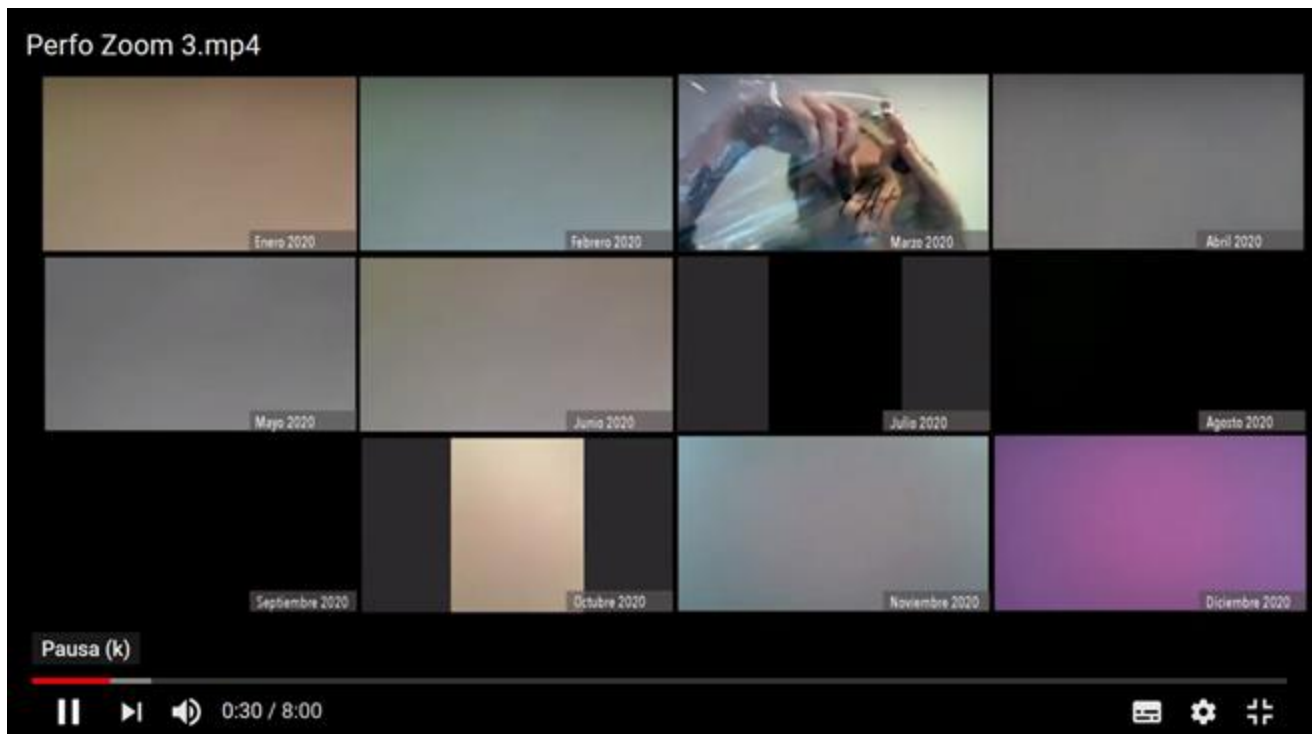 Perfo Zoom 3.mp4
Enero 2020
Febrero 2020
Marzo 2020
Abril 2020
Mayo 2020
Junio 2020
Julio 2020
Agosto 2020
Septiembre 2020
Octubre 2020
Noviembre 2020
Diciembre 2020
Pausa (k)
0:30 / 8:00